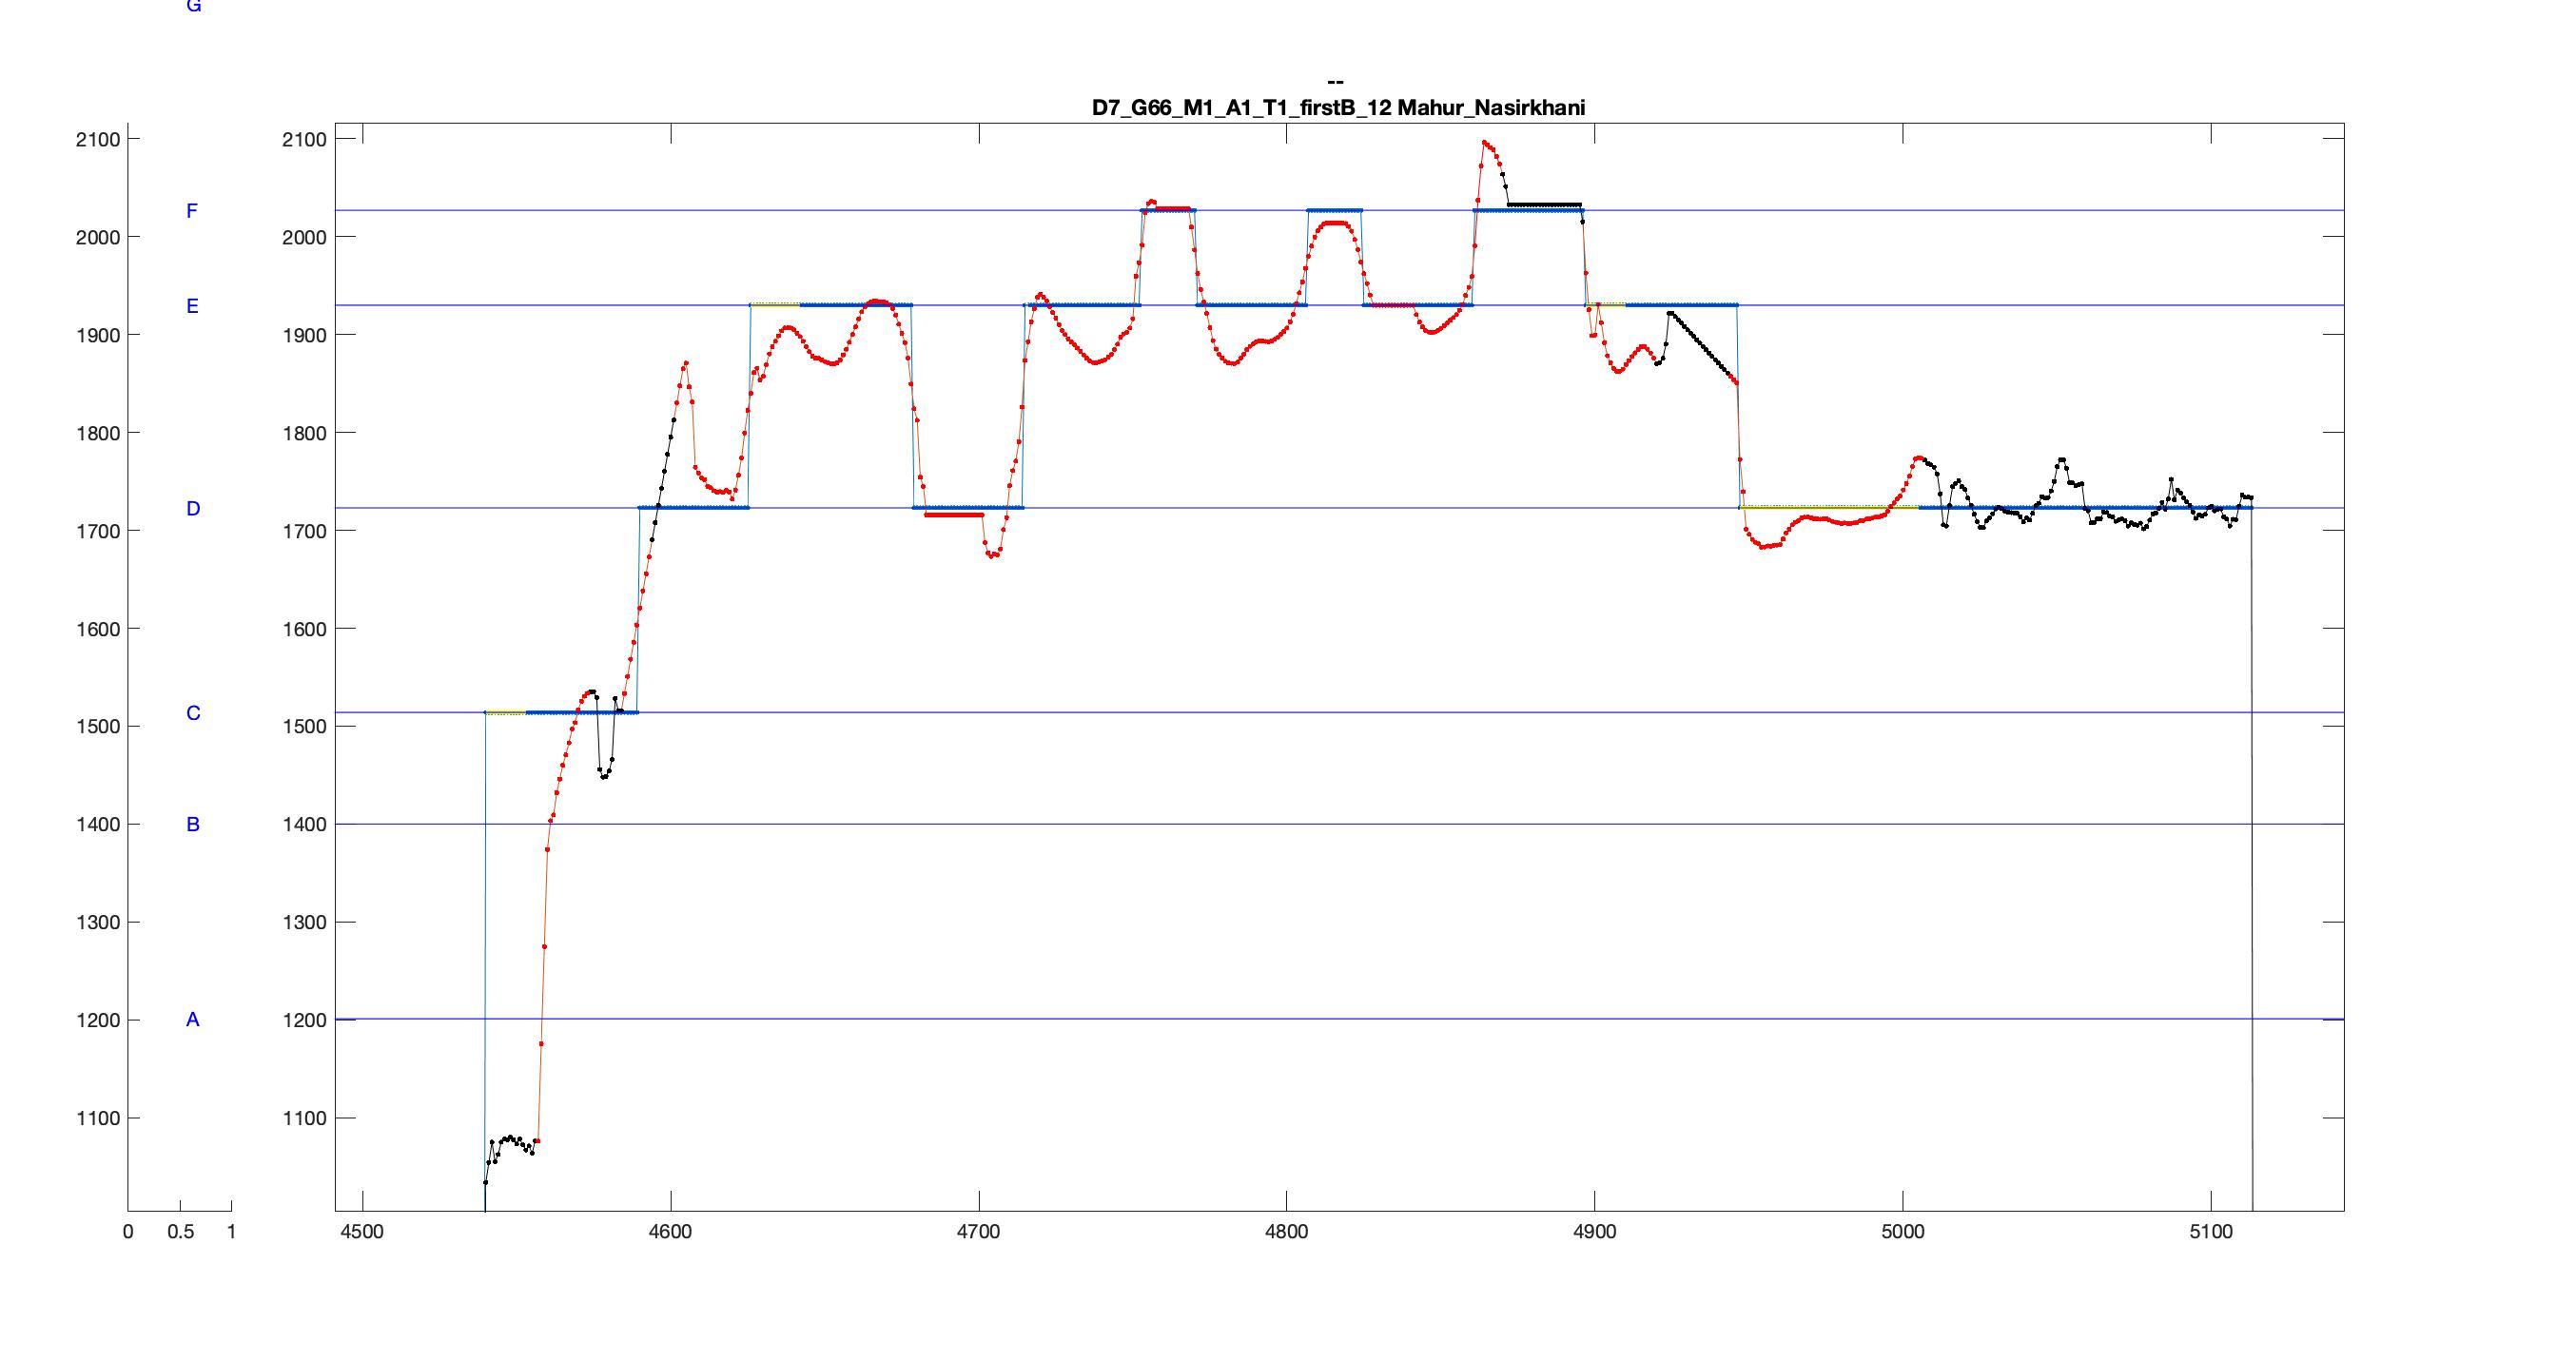 G
--
D7_G66_M1_A1_T1_firstB_12 Mahur_Nasirkhani
2100 2100
F
2000 2000
E
1900 1900
1800 1800
D
1700 1700
1600 1600
C
1500 1500
1400 B 1400
1300 1300
1200 A 1200
1100 1100
0 0.5 1 4500 4600 4700 4800 4900 5000 5100